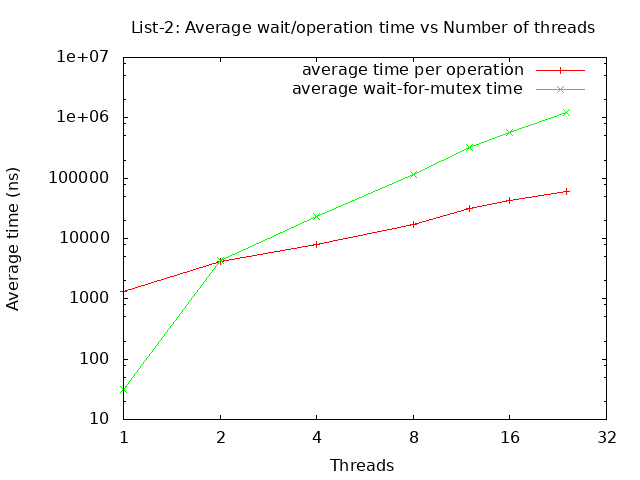 List-2: Average wait/operation time vs Number of threads
1e+07
average time per operation
average wait-for-mutex time
1e+06
100000
10000
1000
100
10
Average time (ns)
1 2 4 8 16 32
Threads